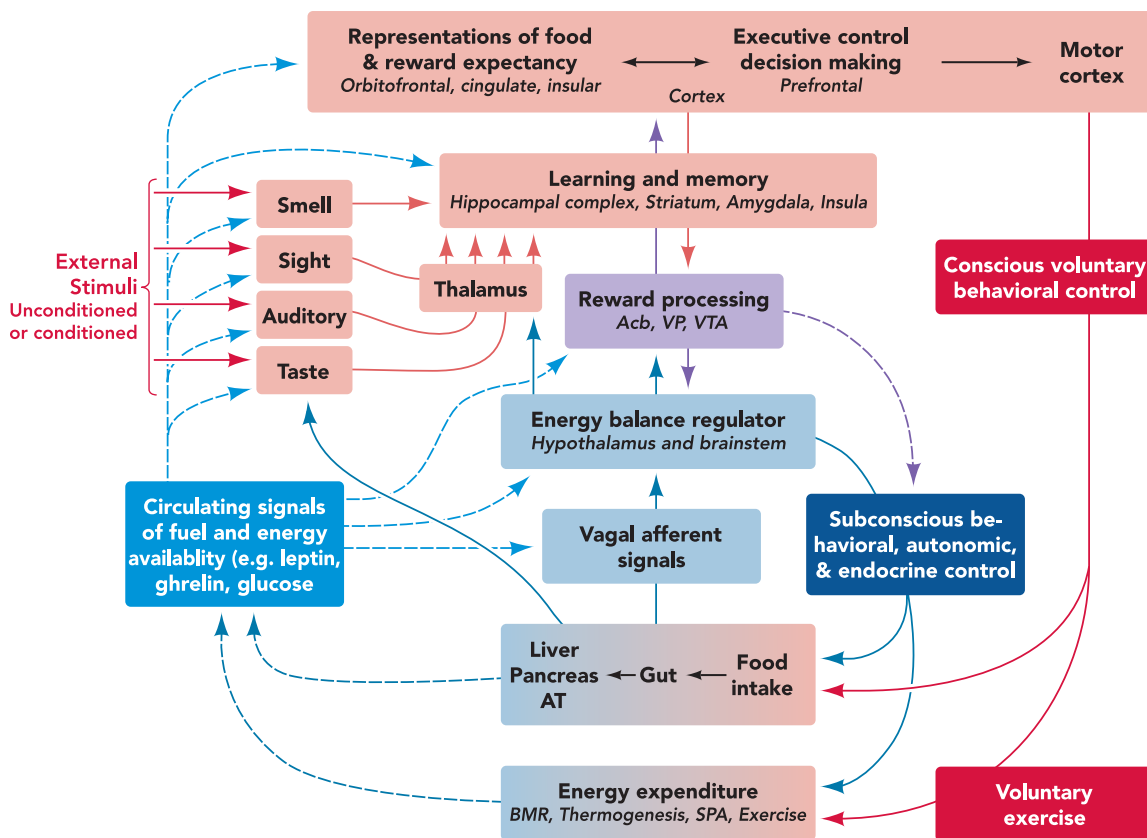 Representations of food
& reward expectancy
Orbitofrontal, cingulate, insular
Executive control
decision making
Prefrontal
Motor
cortex
Cortex
Learning and memory
Hippocampal complex, Striatum, Amygdala, Insula
External
Stimuli
Unconditioned
or conditioned
Smell
Sight
Auditory
Taste
Thalamus
Reward processing
Acb, VP, VTA
Conscious voluntary
behavioral control
Energy balance regulator
Hypothalamus and brainstem
Circulating signals
of fuel and energy
availablity (e.g. leptin,
ghrelin, glucose
Vagal afferent
signals
Subconscious be-
havioral, autonomic,
& endocrine control
Liver
Pancreas
AT
Gut
Food
intake
Energy expenditure
BMR, Thermogenesis, SPA, Exercise
Voluntary
exercise